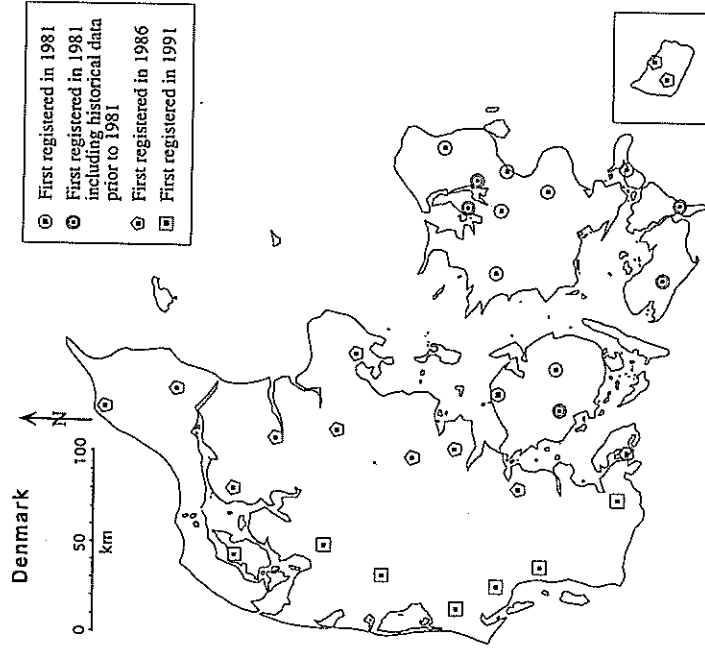 Denmark
0 50 100
km
N
First registered in 1981
First registered in 1981
including historical data
prior to 1981
First registered in 1986
First registered in 1991